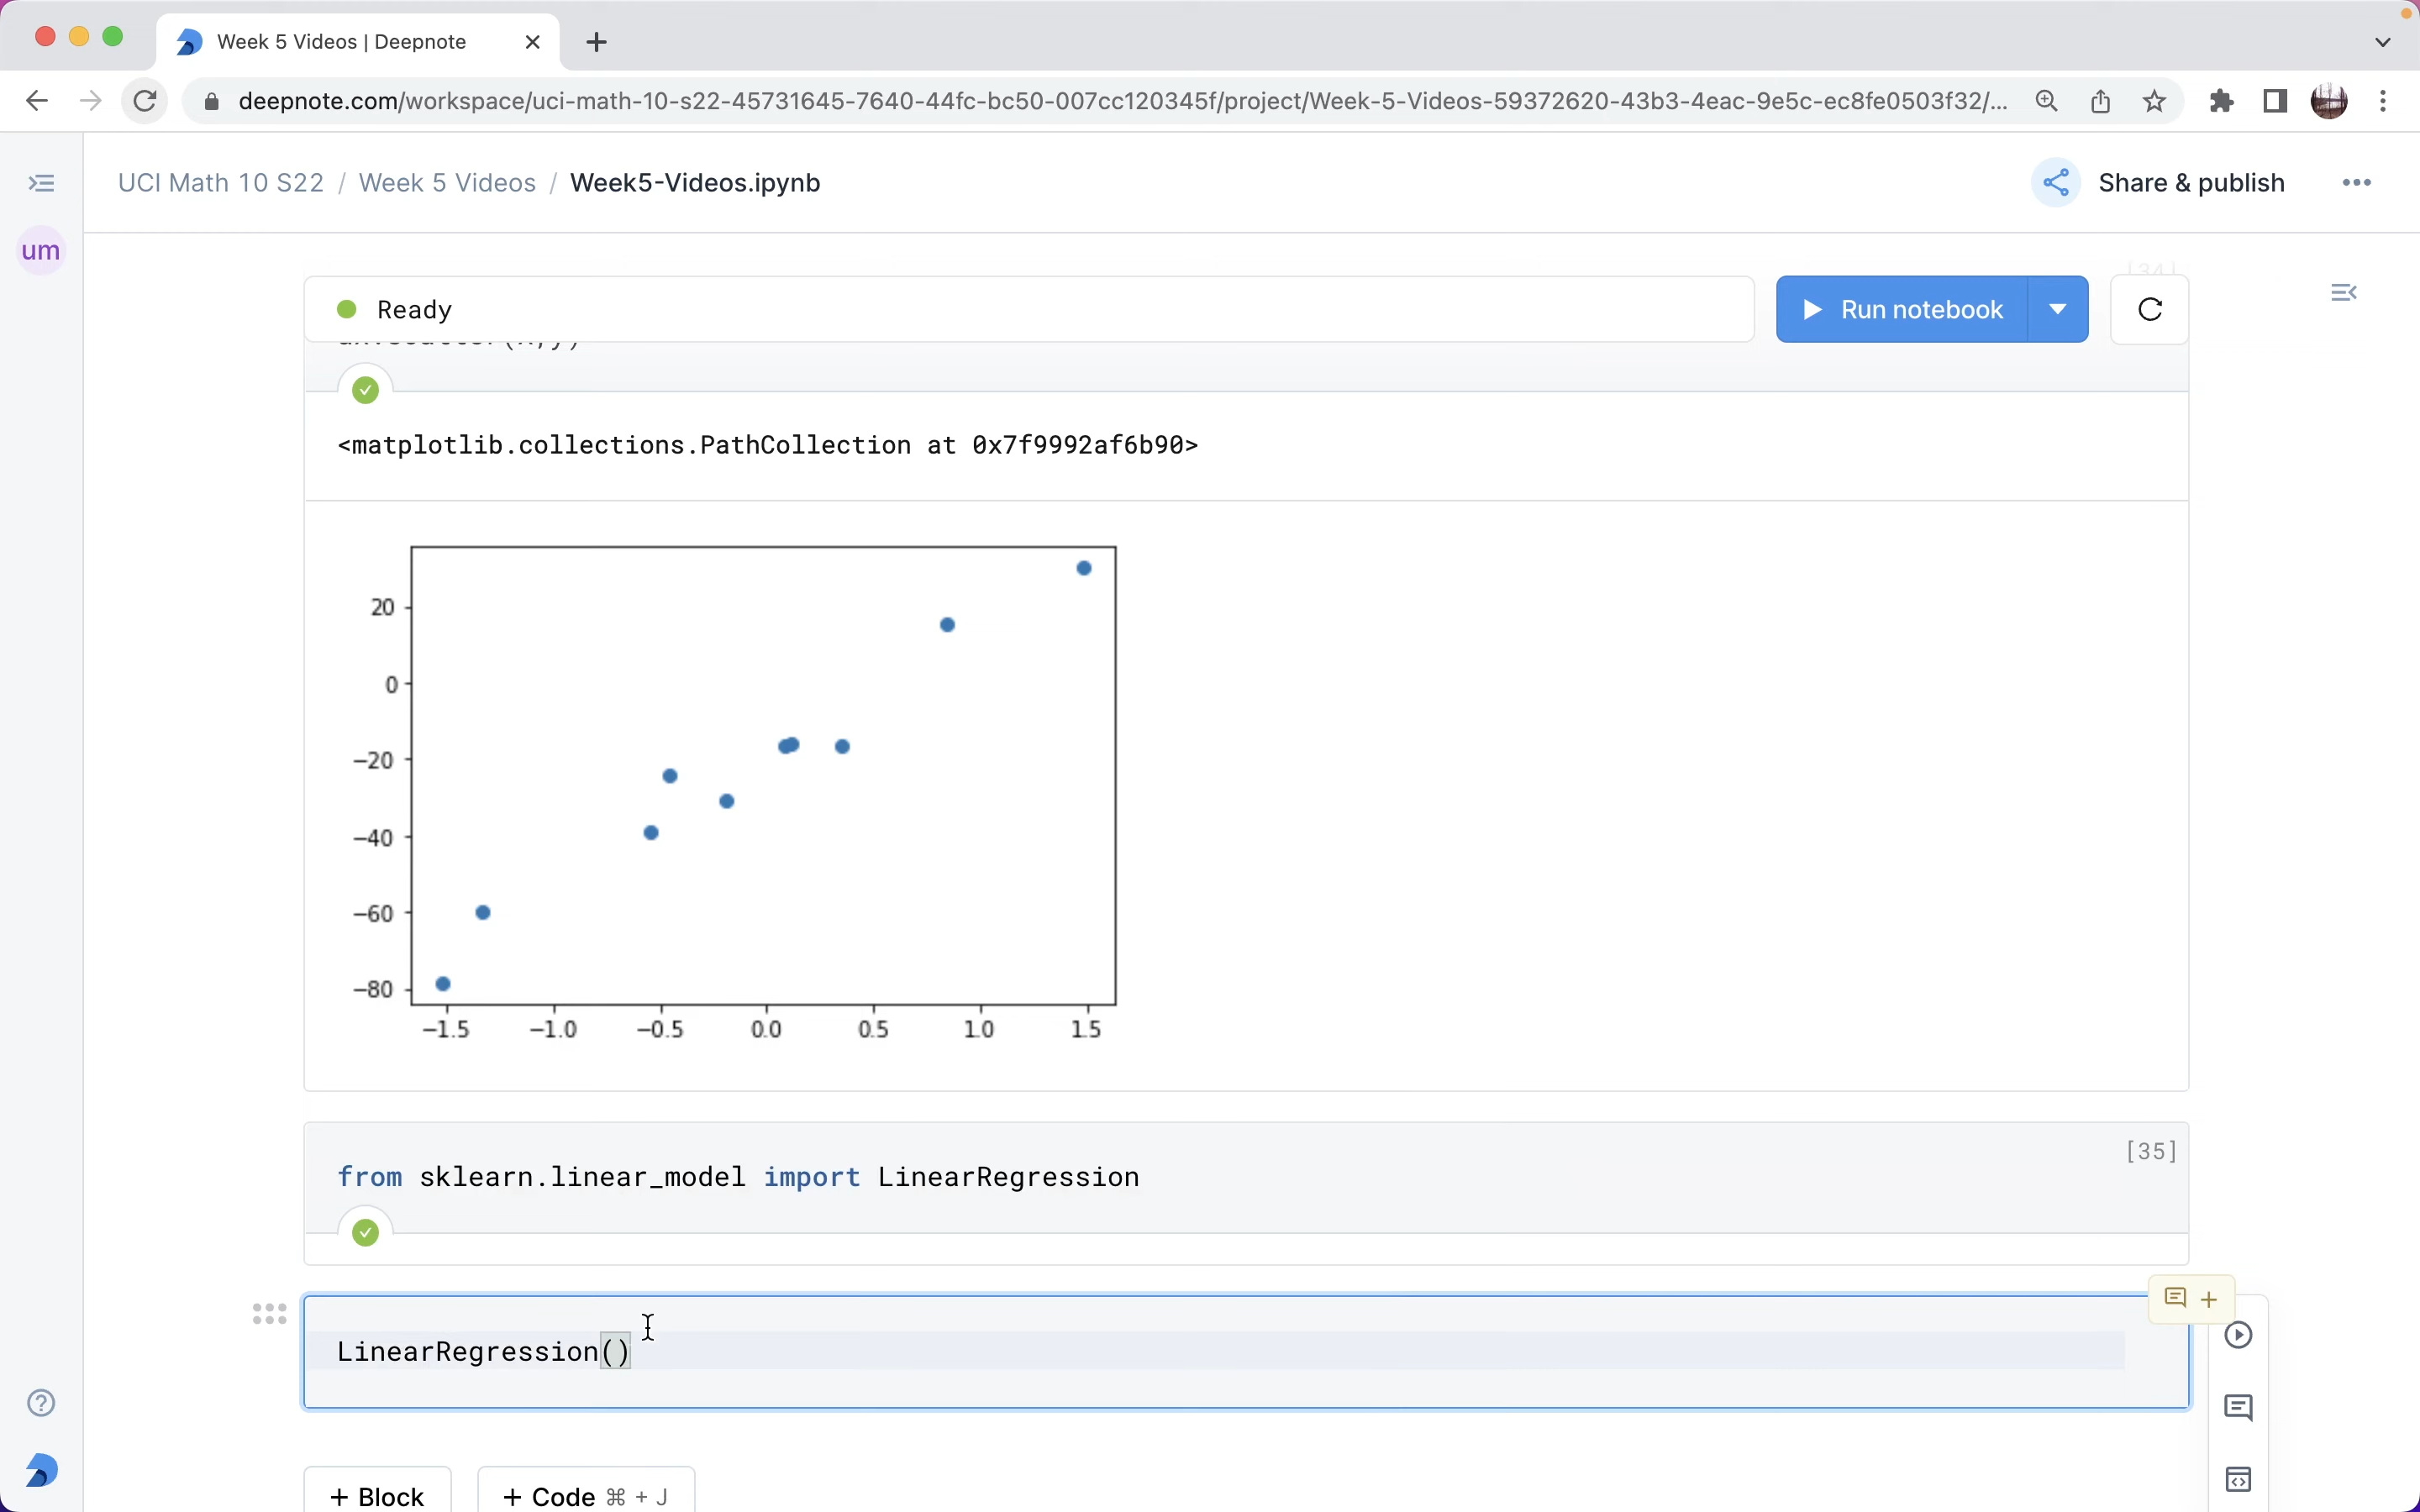 Week 5 Videos | Deepnote
deepnote.com/workspace/uci-math-10-s22-45731645-7640-44fc-bc50-007cc120345f/project/Week-5-Videos-59372620-43b3-4eac-9e5c-ec8fe0503f32/...
UCI Math 10 S22 / Week 5 Videos / Week5-Videos.ipynb
Share & publish
um
Ready
Run notebook
<matplotlib.collections.PathCollection at 0x7f9992af6b90>
20
0
−20
−40
−60
−80
−1.5 −1.0 −0.5 0.0 0.5 1.0 1.5
[35]
from sklearn.linear_model import LinearRegression
LinearRegression()
+ Block
+ Code ⌘ + J